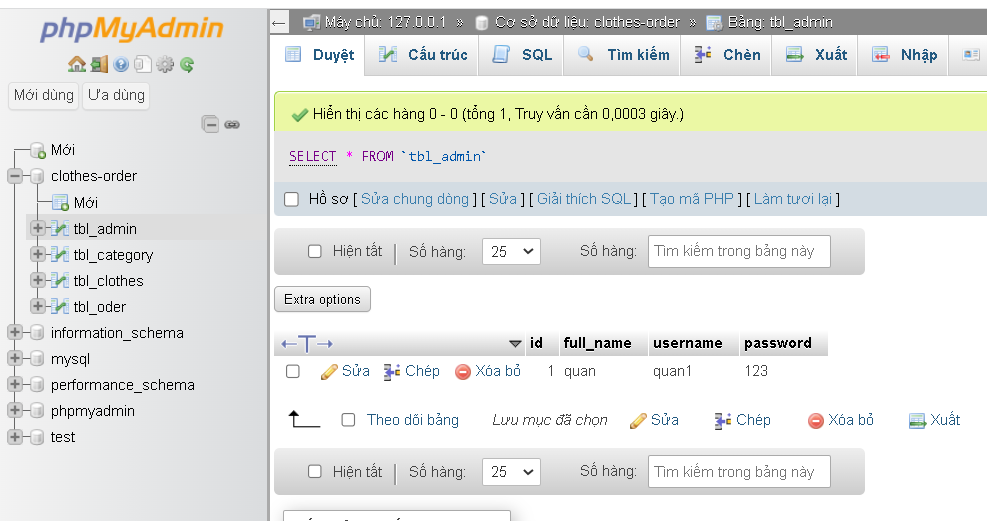 phpMyAdmin
Mới dùng Ưa dùng
Mới
clothes-order
Mới
tbl_admin
tbl_category
tbl_clothes
tbl_oder
information_schema
mysql
performance_schema
phpmyadmin
test
Máy chủ: 127.0.0.1 » Cơ sở dữ liệu: clothes-order » Bảng: tbl_admin
Duyệt Cấu trúc SQL Tìm kiếm Chèn Xuất Nhập
Hiển thị các hàng 0 - 0 (tổng 1, Truy vấn cần 0,0003 giây.)
SELECT * FROM `tbl_admin`
Hồ sơ [ Sửa chung dòng ] [ Sửa ] [ Giải thích SQL ] [ Tạo mã PHP ] [ Làm tươi lại ]
Hiện tất | Số hàng: 25 Số hàng: Tìm kiếm trong bảng này
Extra options
←T→ id full_name username password
Sửa Chép Xóa bỏ 1 quan quan1 123
Theo dõi bảng Lưu mục đã chọn Sửa Chép Xóa bỏ Xuất
Hiện tất | Số hàng: 25 Số hàng: Tìm kiếm trong bảng này